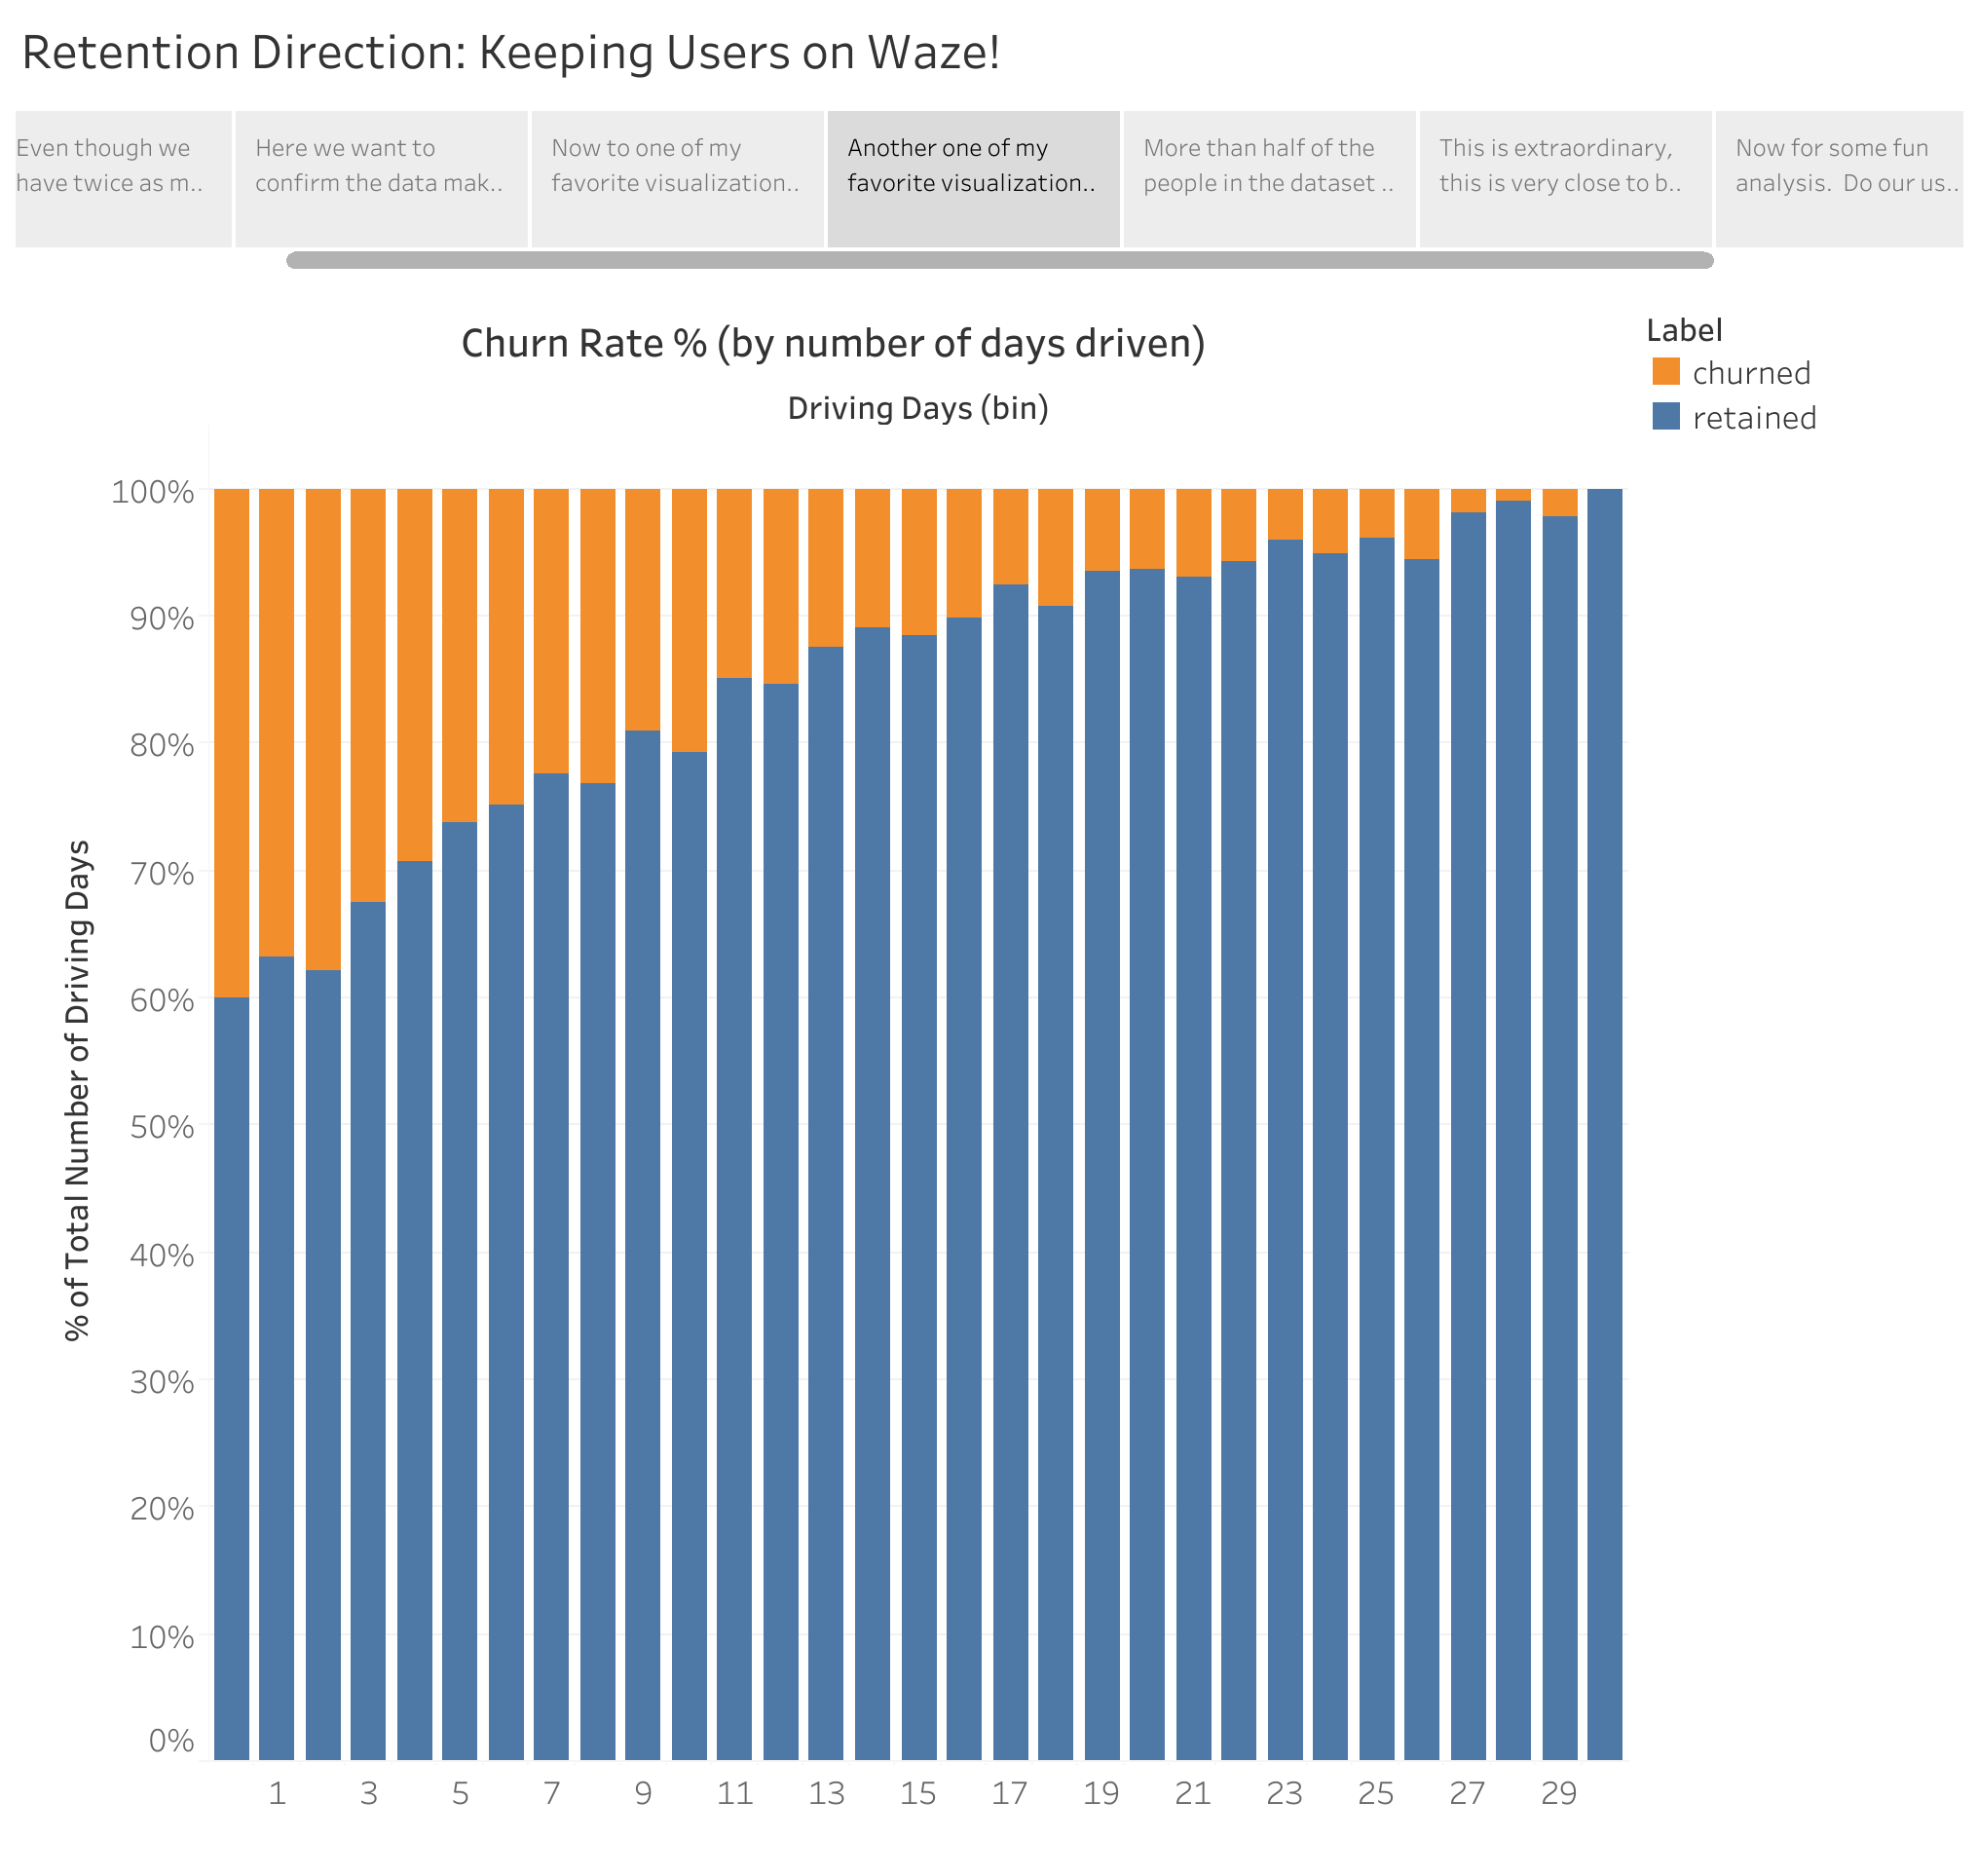 Retention Direction: Keeping Users on Waze!
Even though we
have twice as m..
Here we want to
confirm the data mak..
Now to one of my
favorite visualization..
Another one of my
favorite visualization..
More than half of the
people in the dataset ..
This is extraordinary,
this is very close to b..
Now for some fun
analysis.  Do our us..
Churn Rate % (by number of days driven)
Driving Days (bin)
Label
churned
retained
% of Total Number of Driving Days
100%
90%
80%
70%
60%
50%
40%
30%
20%
10%
0%
1 3 5 7 9 11 13 15 17 19 21 23 25 27 29